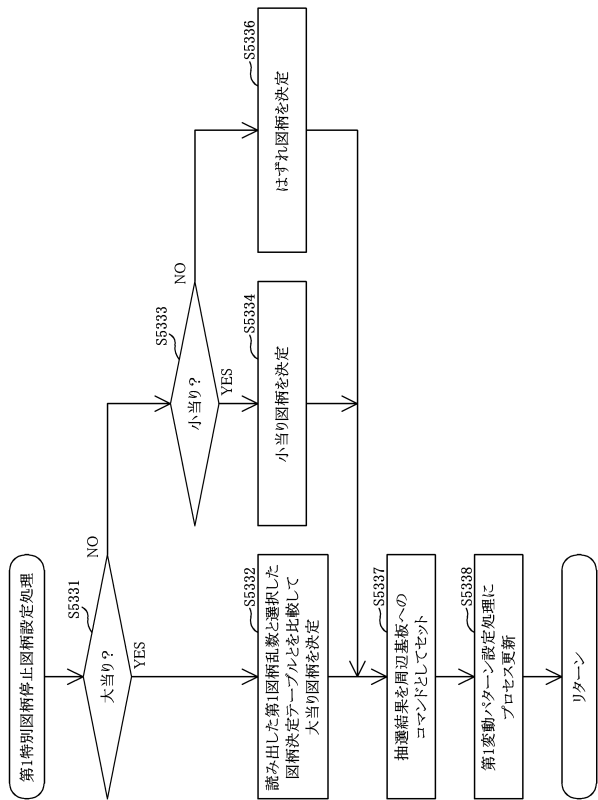 第1特別図柄停止図柄設定処理
S5331
大当り?
NO
YES
S5333
小当り?
NO
YES
S5332
読み出した第1図柄乱数と選択した
図柄決定テーブルとを比較して
大当り図柄を決定
S5334
小当り図柄を決定
S5336
はずれ図柄を決定
S5337
抽選結果を周辺基板への
コマンドとしてセット
S5338
第1変動パターン設定処理に
プロセス更新
リターン